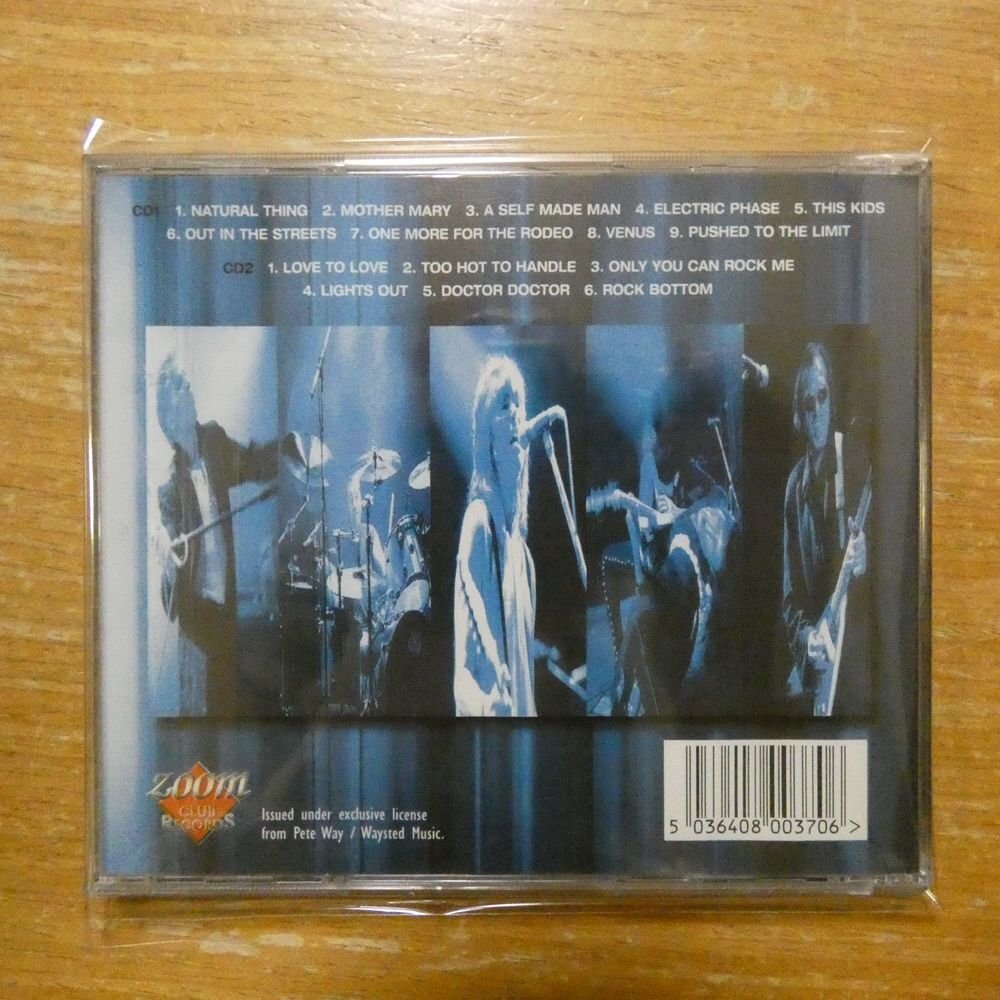 CD1 1. NATURAL THING 2. MOTHER MARY 3. A SELF MADE MAN 4. ELECTRIC PHASE 5. THIS KIDS
6. OUT IN THE STREETS 7. ONE MORE FOR THE RODEO 8. VENUS 9. PUSHED TO THE LIMIT
CD2 1. LOVE TO LOVE 2. TOO HOT TO HANDLE 3. ONLY YOU CAN ROCK ME
4. LIGHTS OUT 5. DOCTOR DOCTOR 6. ROCK BOTTOM
zoom
CLUB
RECORDS
Issued under exclusive license
from Pete Way / Waysted Music.
5 036408 003706 >